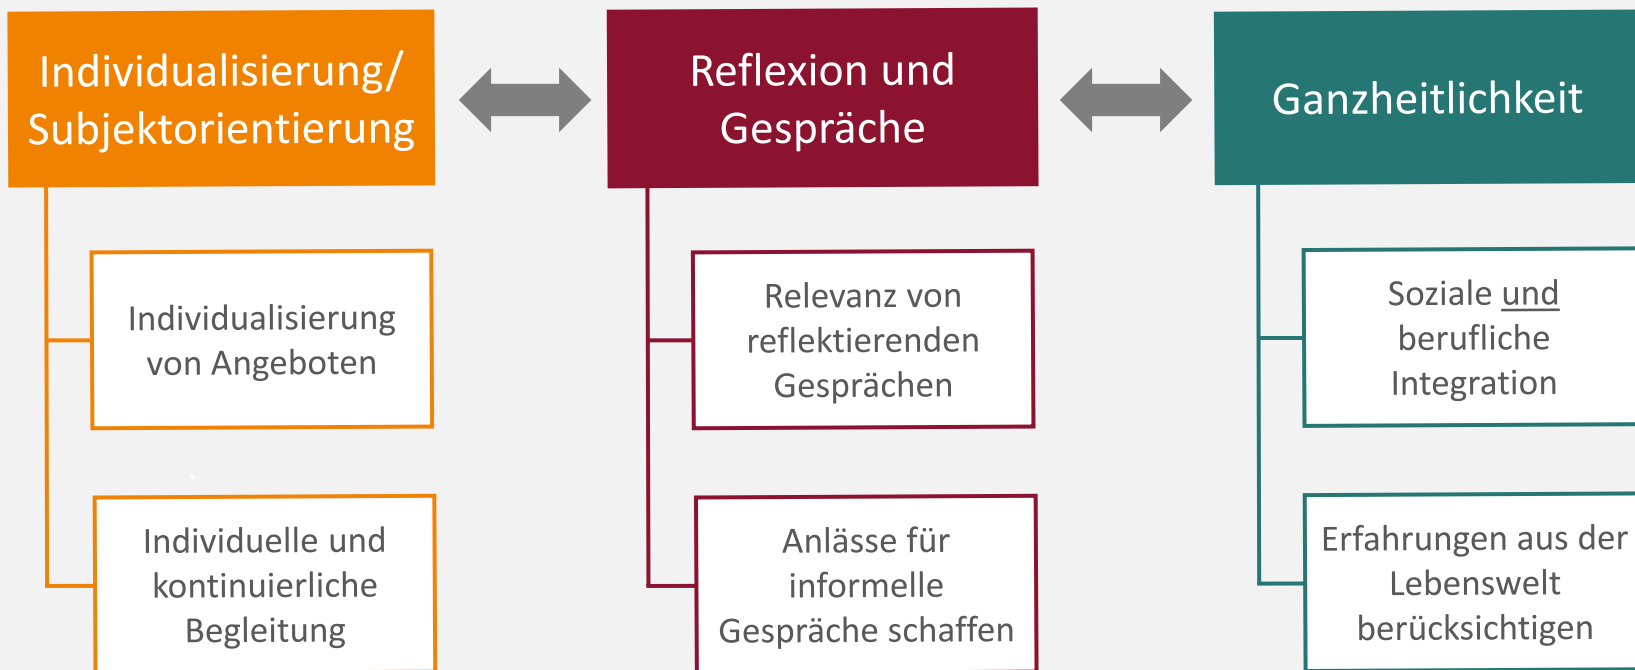 Individualisierung/
Subjektorientierung
Individualisierung
von Angeboten
Individuelle und
kontinuierliche
Begleitung
Reflexion und
Gespräche
Relevanz von
reflektierenden
Gesprächen
Anlässe für
informelle
Gespräche schaffen
Ganzheitlichkeit
Soziale und
berufliche
Integration
Erfahrungen aus der
Lebenswelt
berücksichtigen